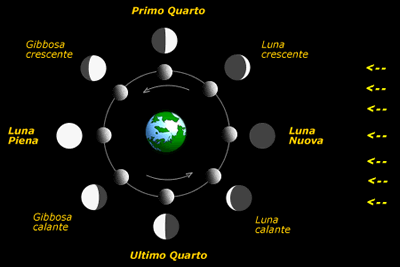 Primo Quarto
Gibbosa
crescente
Luna
crescente
Luna
Piena
Luna
Nuova
Gibbosa
calante
Luna
calante
Ultimo Quarto